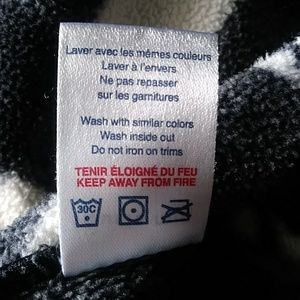 Laver avec les mêmes couleurs
Laver à l'envers
Ne pas repasser
sur les garnitures
Wash with similar colors
Wash inside out
Do not iron on trims
TENIR ÉLOIGNÉ DU FEU
KEEP AWAY FROM FIRE
30C